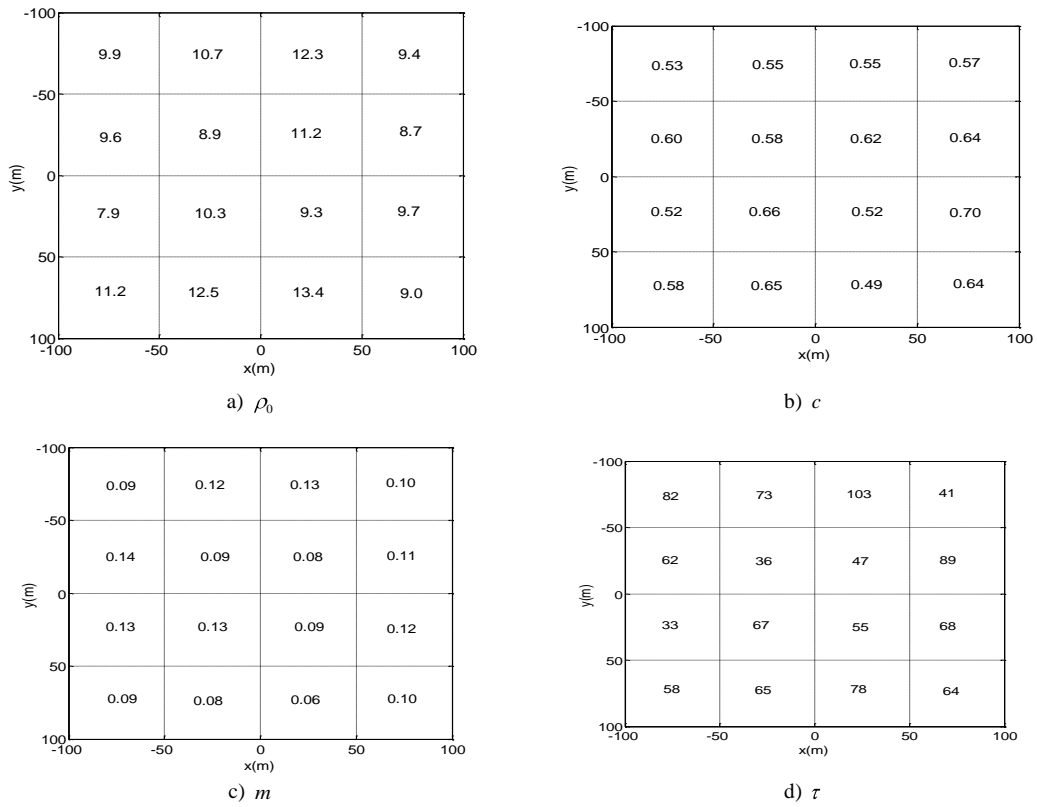 -100
-50
0
50
100
y(m)
9.9 10.7 12.3 9.4
9.6 8.9 11.2 8.7
7.9 10.3 9.3 9.7
11.2 12.5 13.4 9.0
-100 -50 0 50 100
x(m)
a) ρ₀
-100
-50
0
50
100
y(m)
0.53 0.55 0.55 0.57
0.60 0.58 0.62 0.64
0.52 0.66 0.52 0.70
0.58 0.65 0.49 0.64
-100 -50 0 50 100
x(m)
b) c
-100
-50
0
50
100
y(m)
0.09 0.12 0.13 0.10
0.14 0.09 0.08 0.11
0.13 0.13 0.09 0.12
0.09 0.08 0.06 0.10
-100 -50 0 50 100
x(m)
c) m
-100
-50
0
50
100
y(m)
82 73 103 41
62 36 47 89
33 67 55 68
58 65 78 64
-100 -50 0 50 100
x(m)
d) τ